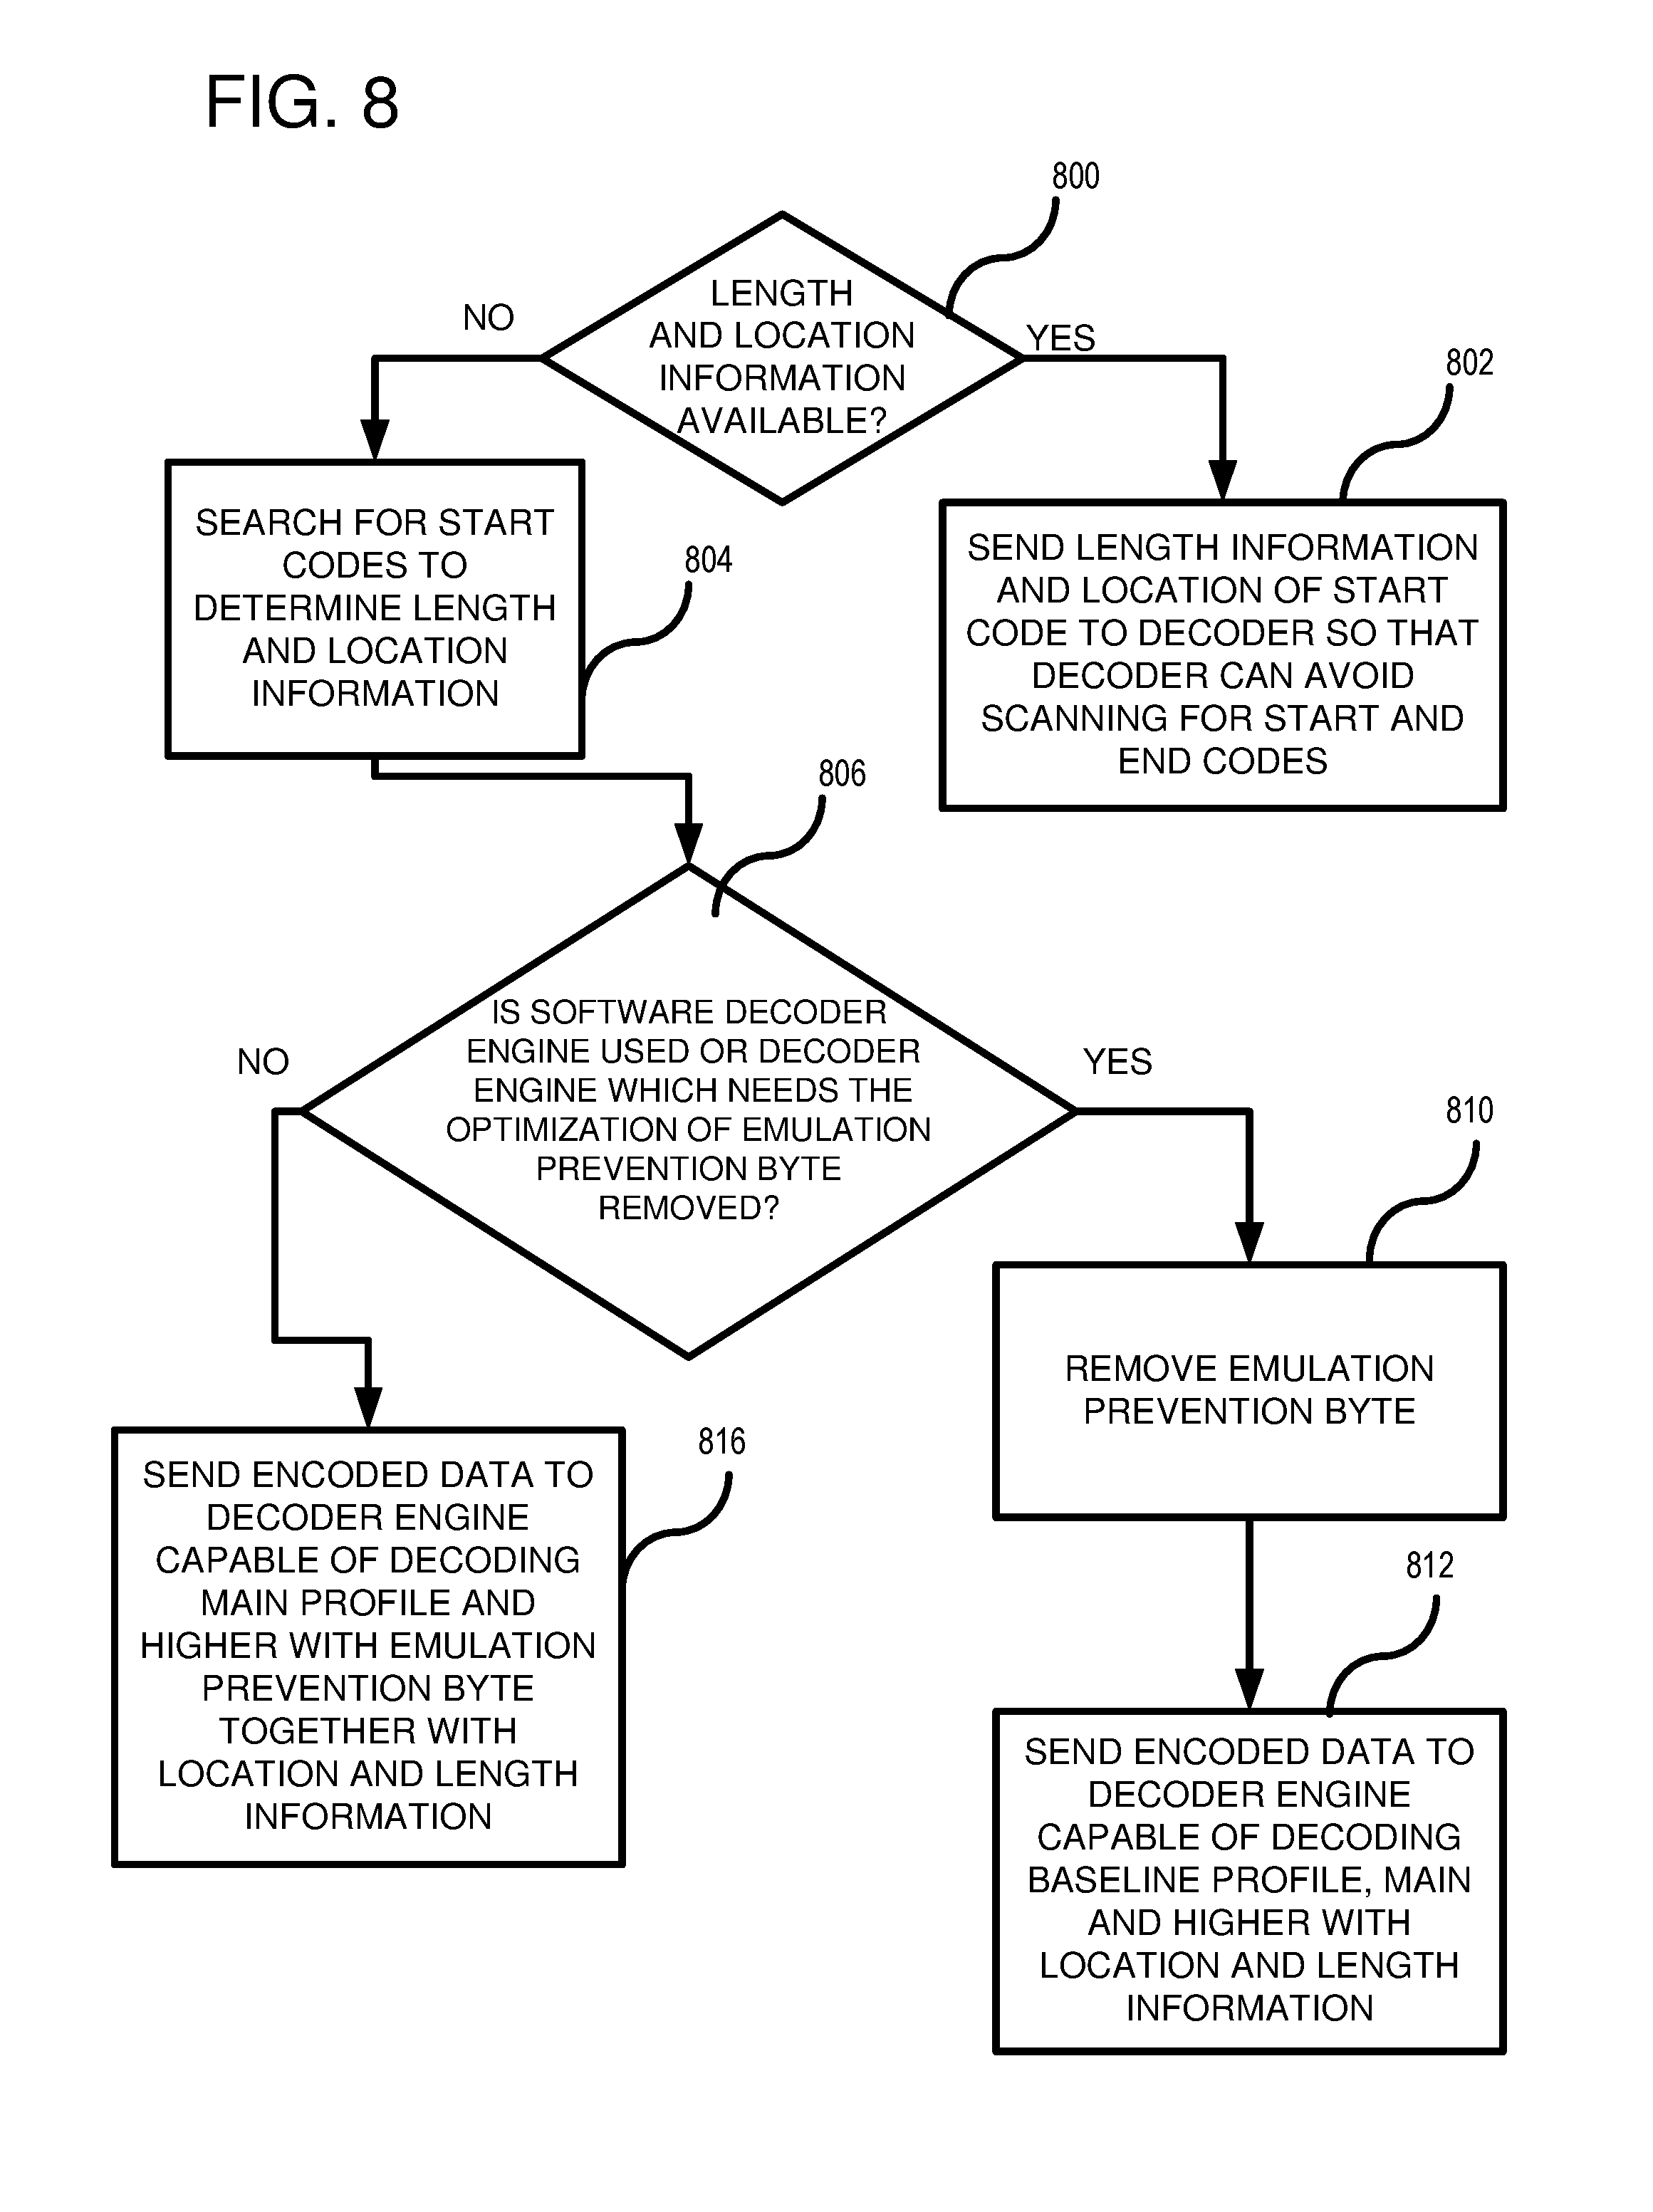 FIG. 8
800
LENGTH
AND LOCATION
INFORMATION
AVAILABLE?
NO
YES
802
SEND LENGTH INFORMATION
AND LOCATION OF START
CODE TO DECODER SO THAT
DECODER CAN AVOID
SCANNING FOR START AND
END CODES
SEARCH FOR START
CODES TO
DETERMINE LENGTH
AND LOCATION
INFORMATION
804
806
IS SOFTWARE DECODER
ENGINE USED OR DECODER
ENGINE WHICH NEEDS THE
OPTIMIZATION OF EMULATION
PREVENTION BYTE
REMOVED?
NO
YES
810
REMOVE EMULATION
PREVENTION BYTE
816
SEND ENCODED DATA TO
DECODER ENGINE
CAPABLE OF DECODING
MAIN PROFILE AND
HIGHER WITH EMULATION
PREVENTION BYTE
TOGETHER WITH
LOCATION AND LENGTH
INFORMATION
812
SEND ENCODED DATA TO
DECODER ENGINE
CAPABLE OF DECODING
BASELINE PROFILE, MAIN
AND HIGHER WITH
LOCATION AND LENGTH
INFORMATION